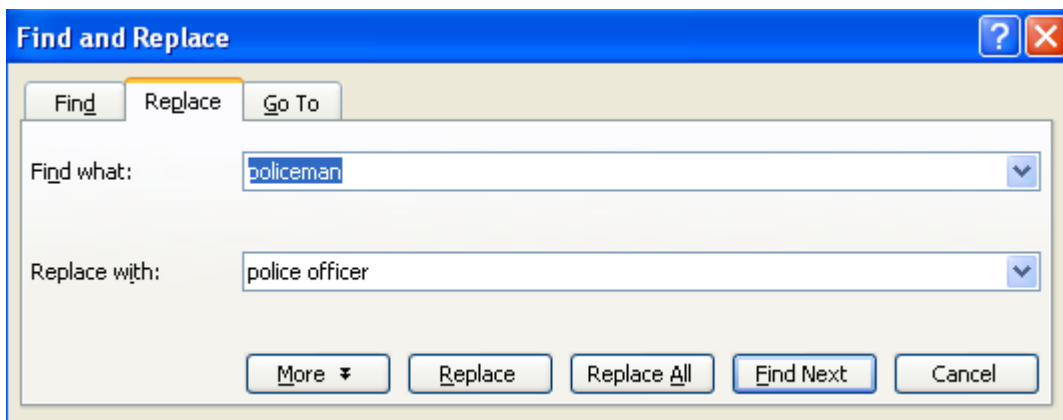 Find and Replace
Find Replace Go To
Find what: policeman
Replace with: police officer
More Replace Replace All Find Next Cancel